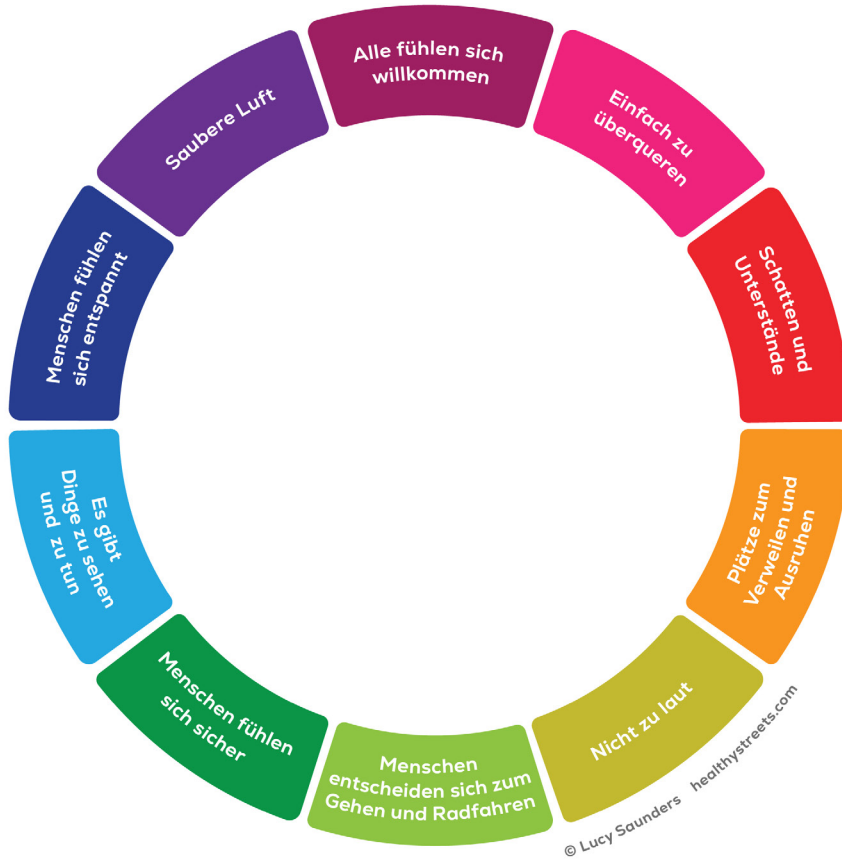 Alle fühlen sich
willkommen
Einfach zu
überqueren
Schatten und
Unterstände
Plätze zum
Verweilen und
Ausruhen
Nicht zu laut
Menschen
entscheiden sich zum
Gehen und Radfahren
Menschen fühlen
sich sicher
Es gibt
Dinge zu sehen
und zu tun
Menschen fühlen
sich entspannt
Saubere Luft
© Lucy Saunders healthystreets.com